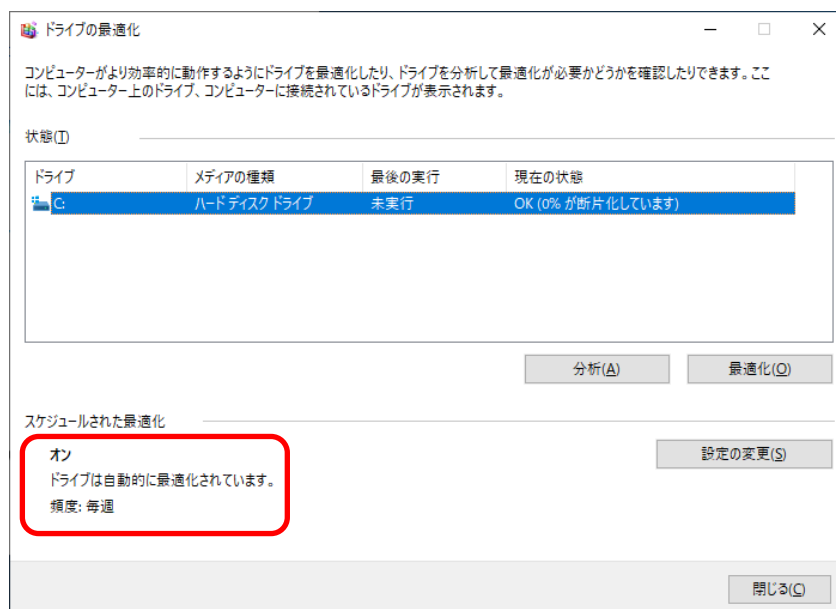 ドライブの最適化
コンピューターがより効率的に動作するようにドライブを最適化したり、ドライブを分析して最適化が必要かどうかを確認したりできます。ここ
には、コンピューター上のドライブ、コンピューターに接続されているドライブが表示されます。
状態(T)
ドライブ メディアの種類 最後の実行 現在の状態
C: ハード ディスク ドライブ 未実行 OK (0% が断片化しています)
分析(A) 最適化(O)
スケジュールされた最適化
オン
設定の変更(S)
ドライブは自動的に最適化されています。
頻度: 毎週
閉じる(C)